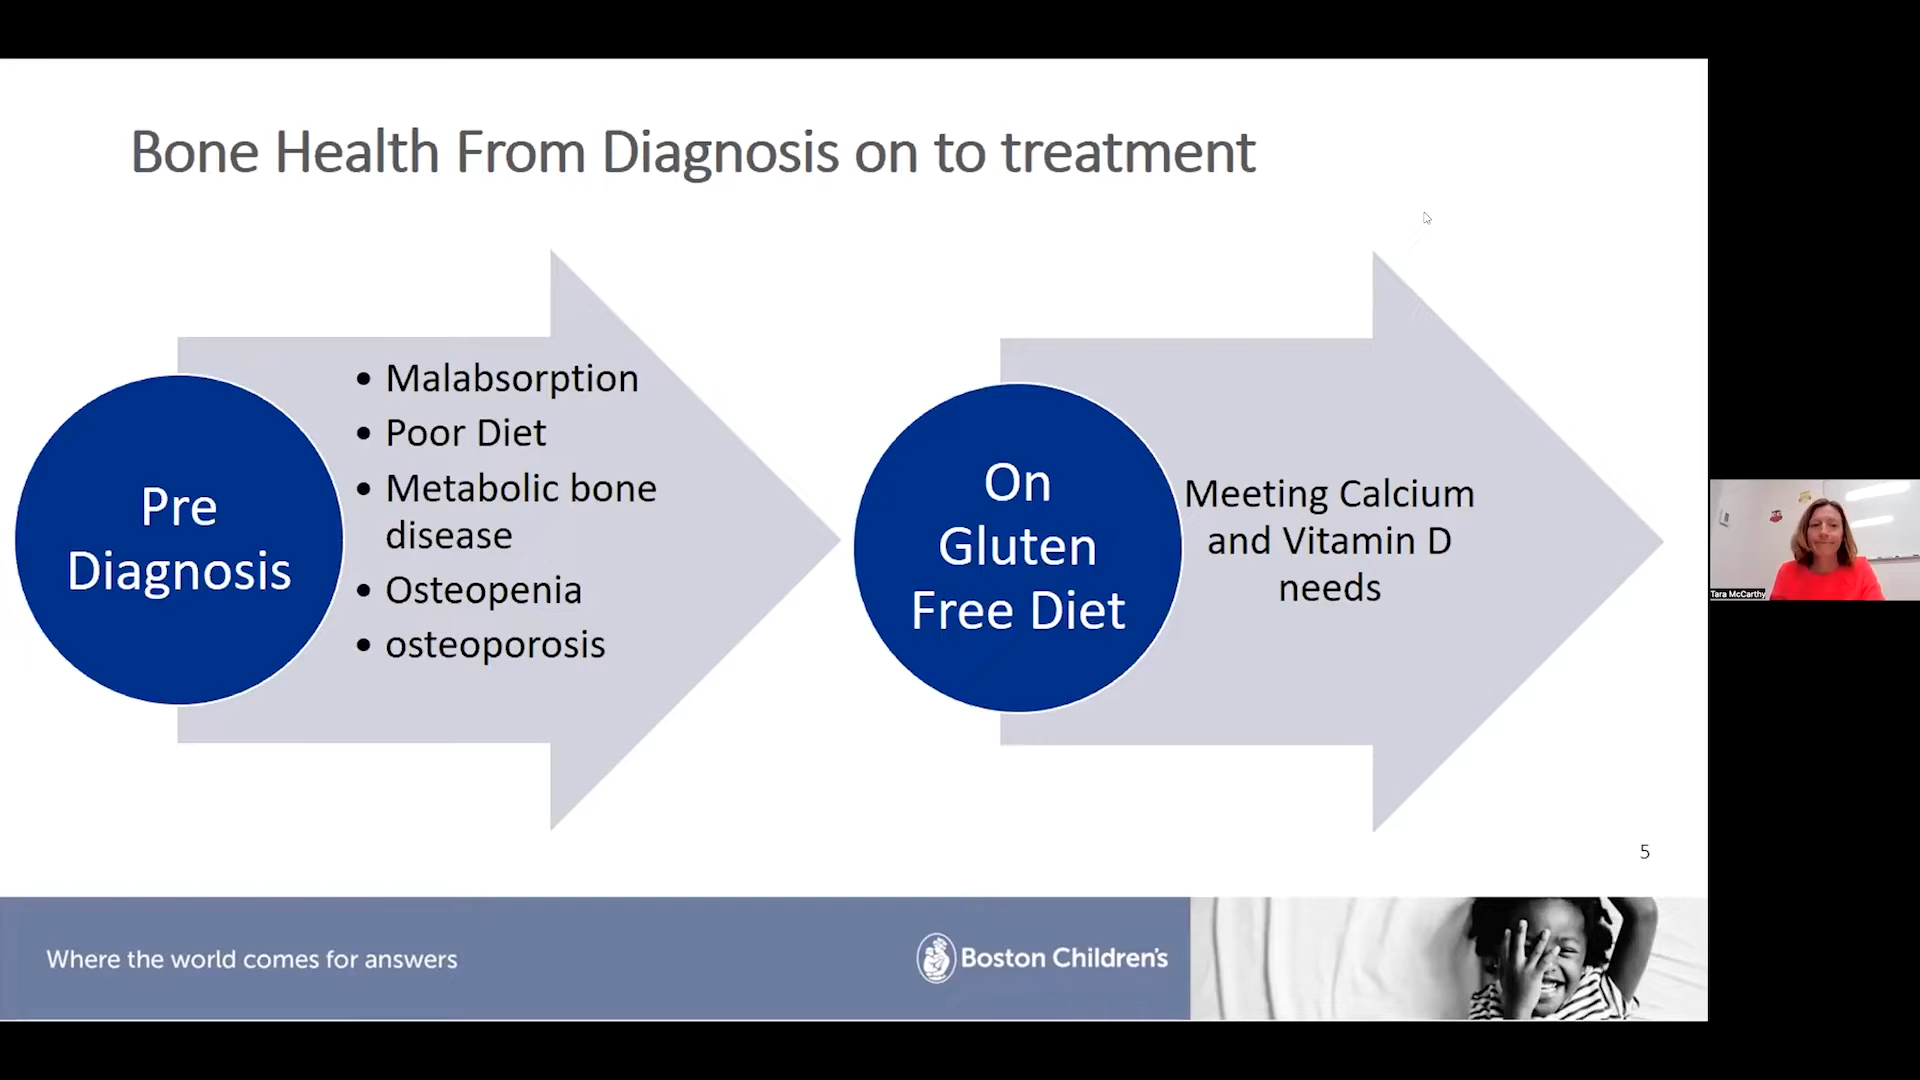 Bone Health From Diagnosis on to treatment
Pre
Diagnosis
• Malabsorption
• Poor Diet
• Metabolic bone
disease
• Osteopenia
• osteoporosis
On
Gluten
Free Diet
Meeting Calcium
and Vitamin D
needs
Tara McCarthy
5
Where the world comes for answers
Boston Children's